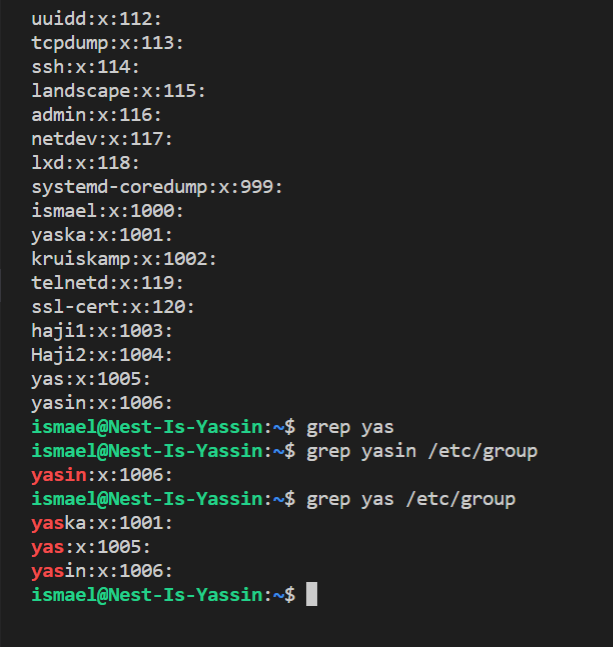 uuidd:x:112:
tcpdump:x:113:
ssh:x:114:
landscape:x:115:
admin:x:116:
netdev:x:117:
lxd:x:118:
systemd-coredump:x:999:
ismael:x:1000:
yaska:x:1001:
kruiskamp:x:1002:
telnetd:x:119:
ssl-cert:x:120:
haji1:x:1003:
Haji2:x:1004:
yas:x:1005:
yasin:x:1006:
ismael@Nest-Is-Yassin:~$ grep yas
ismael@Nest-Is-Yassin:~$ grep yasin /etc/group
yasin:x:1006:
ismael@Nest-Is-Yassin:~$ grep yas /etc/group
yaska:x:1001:
yas:x:1005:
yasin:x:1006:
ismael@Nest-Is-Yassin:~$